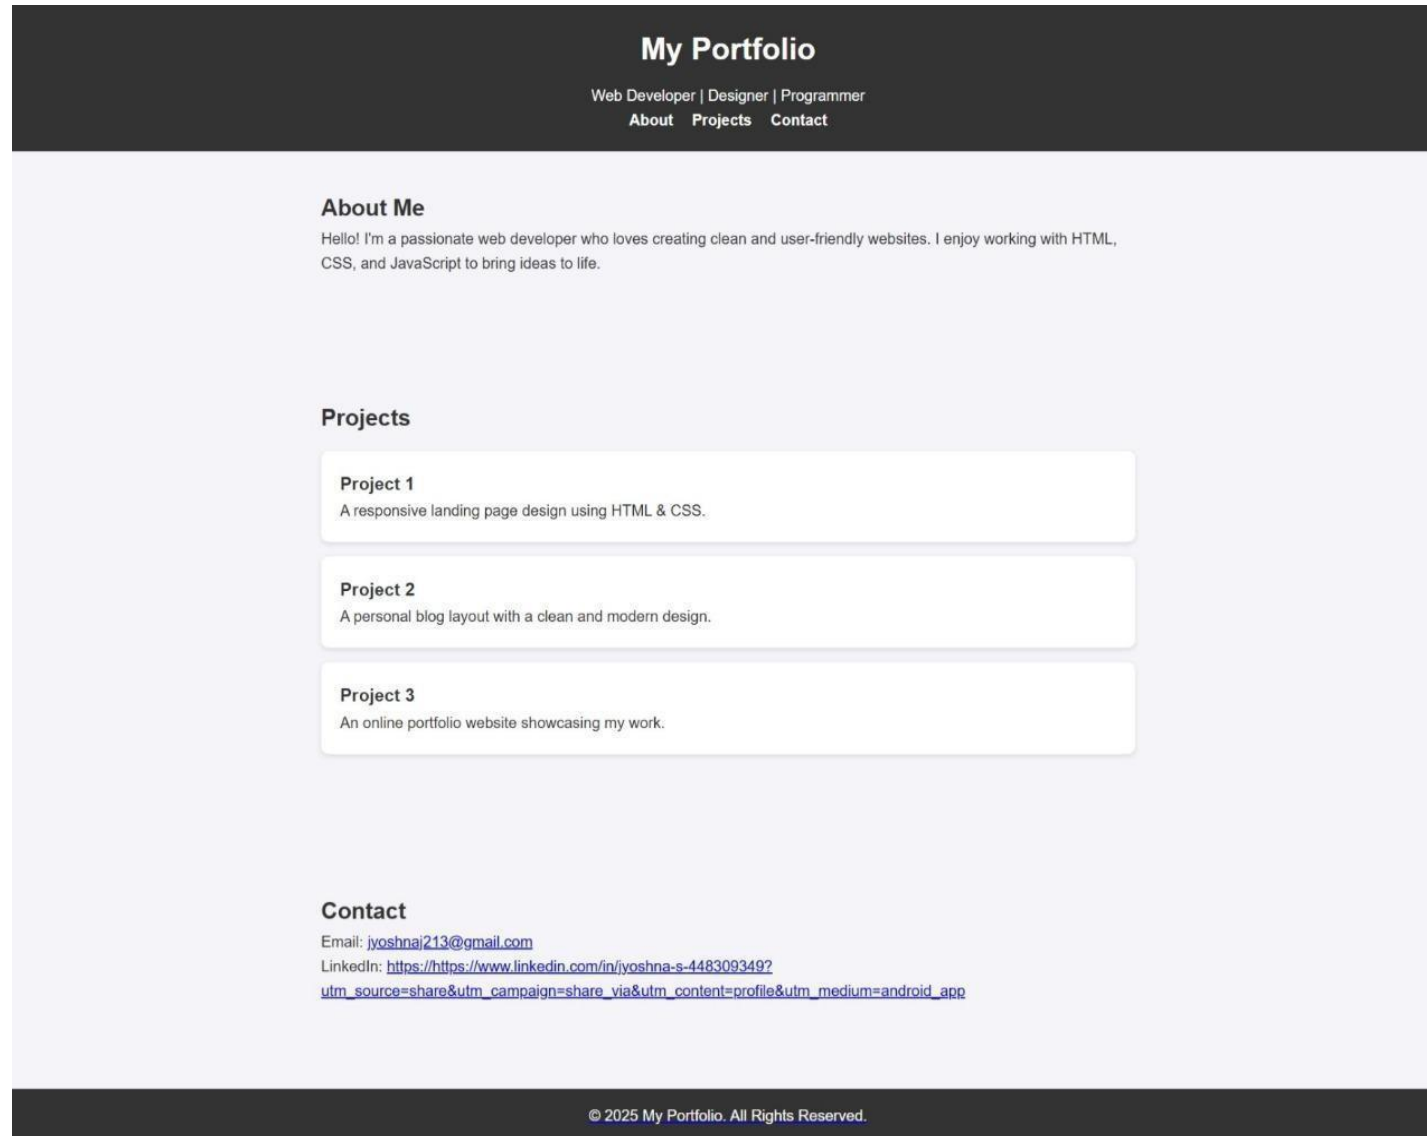 My Portfolio
Web Developer | Designer | Programmer
About Projects Contact
About Me
Hello! I'm a passionate web developer who loves creating clean and user-friendly websites. I enjoy working with HTML,
CSS, and JavaScript to bring ideas to life.
Projects
Project 1
A responsive landing page design using HTML & CSS.
Project 2
A personal blog layout with a clean and modern design.
Project 3
An online portfolio website showcasing my work.
Contact
Email: jyoshnaj213@gmail.com
LinkedIn: https://https://www.linkedin.com/in/jyoshna-s-448309349?
utm_source=share&utm_campaign=share_via&utm_content=profile&utm_medium=android_app
© 2025 My Portfolio. All Rights Reserved.